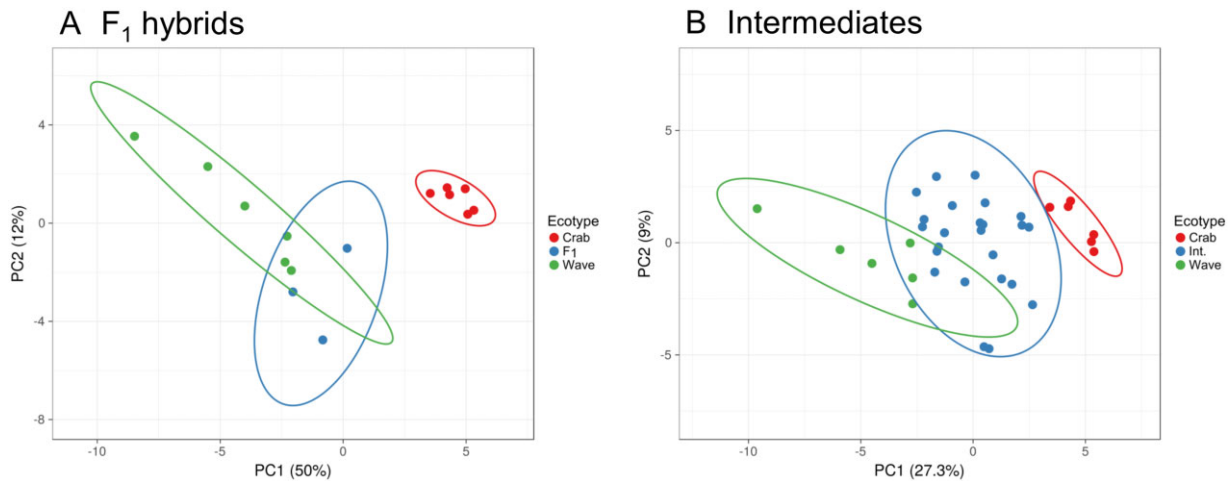 A F₁ hybrids
4
0
-4
-8
PC2 (12%)
-10
-5
0
5
PC1 (50%)
Ecotype
Crab
F₁
Wave
B Intermediates
5
0
-5
PC2 (9%)
-10
-5
0
5
PC1 (27.3%)
Ecotype
Crab
Int.
Wave